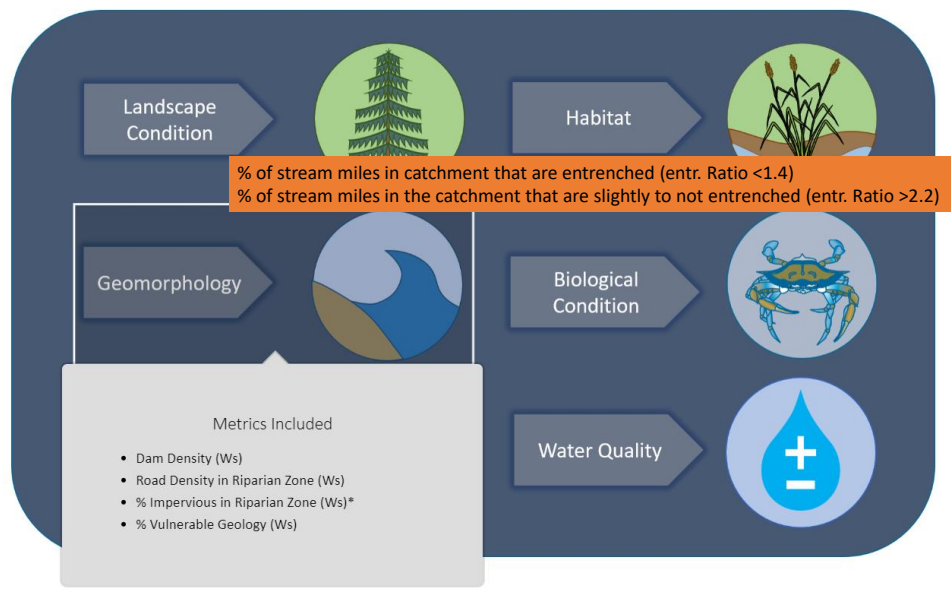 Landscape
Condition
Habitat
% of stream miles in catchment that are entrenched (entr. Ratio <1.4)
% of stream miles in the catchment that are slightly to not entrenched (entr. Ratio >2.2)
Geomorphology
Biological
Condition
Metrics Included
• Dam Density (Ws)
• Road Density in Riparian Zone (Ws)
• % Impervious in Riparian Zone (Ws)*
• % Vulnerable Geology (Ws)
Water Quality